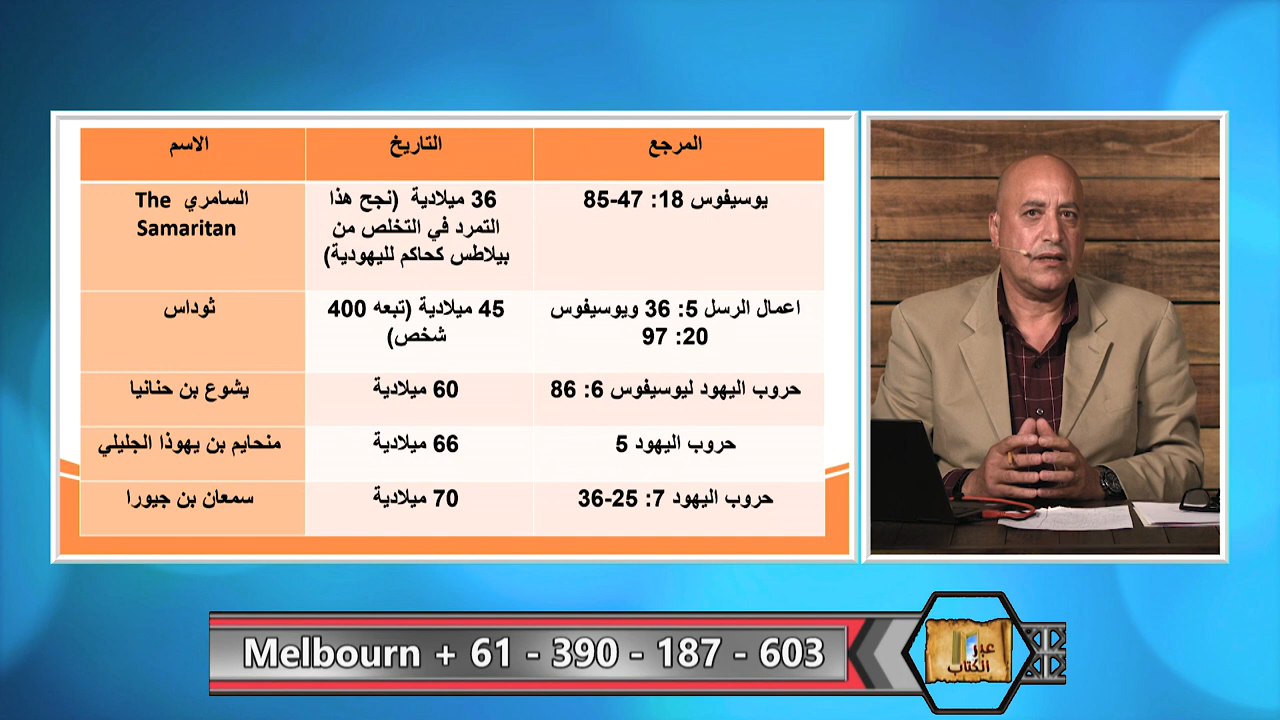 الاسم التاريخ المرجع
السامري The
Samaritan
36 ميلادية (نجح هذا
التمرد في التخلص من
بيلاطس كحاكم لليهودية)
يوسيفوس 18: 47-85
ثوداس
45 ميلادية (تبعه 400
شخص)
اعمال الرسل 5: 36 ويوسيفوس
20: 97
يشوع بن حنانيا
60 ميلادية
حروب اليهود ليوسيفوس 6: 86
منحايم بن يهوذا الجليلي
66 ميلادية
حروب اليهود 5
سمعان بن جيورا
70 ميلادية
حروب اليهود 7: 25-36
Melbourn + 61 - 390 - 187 - 603
عبر
الكتاب